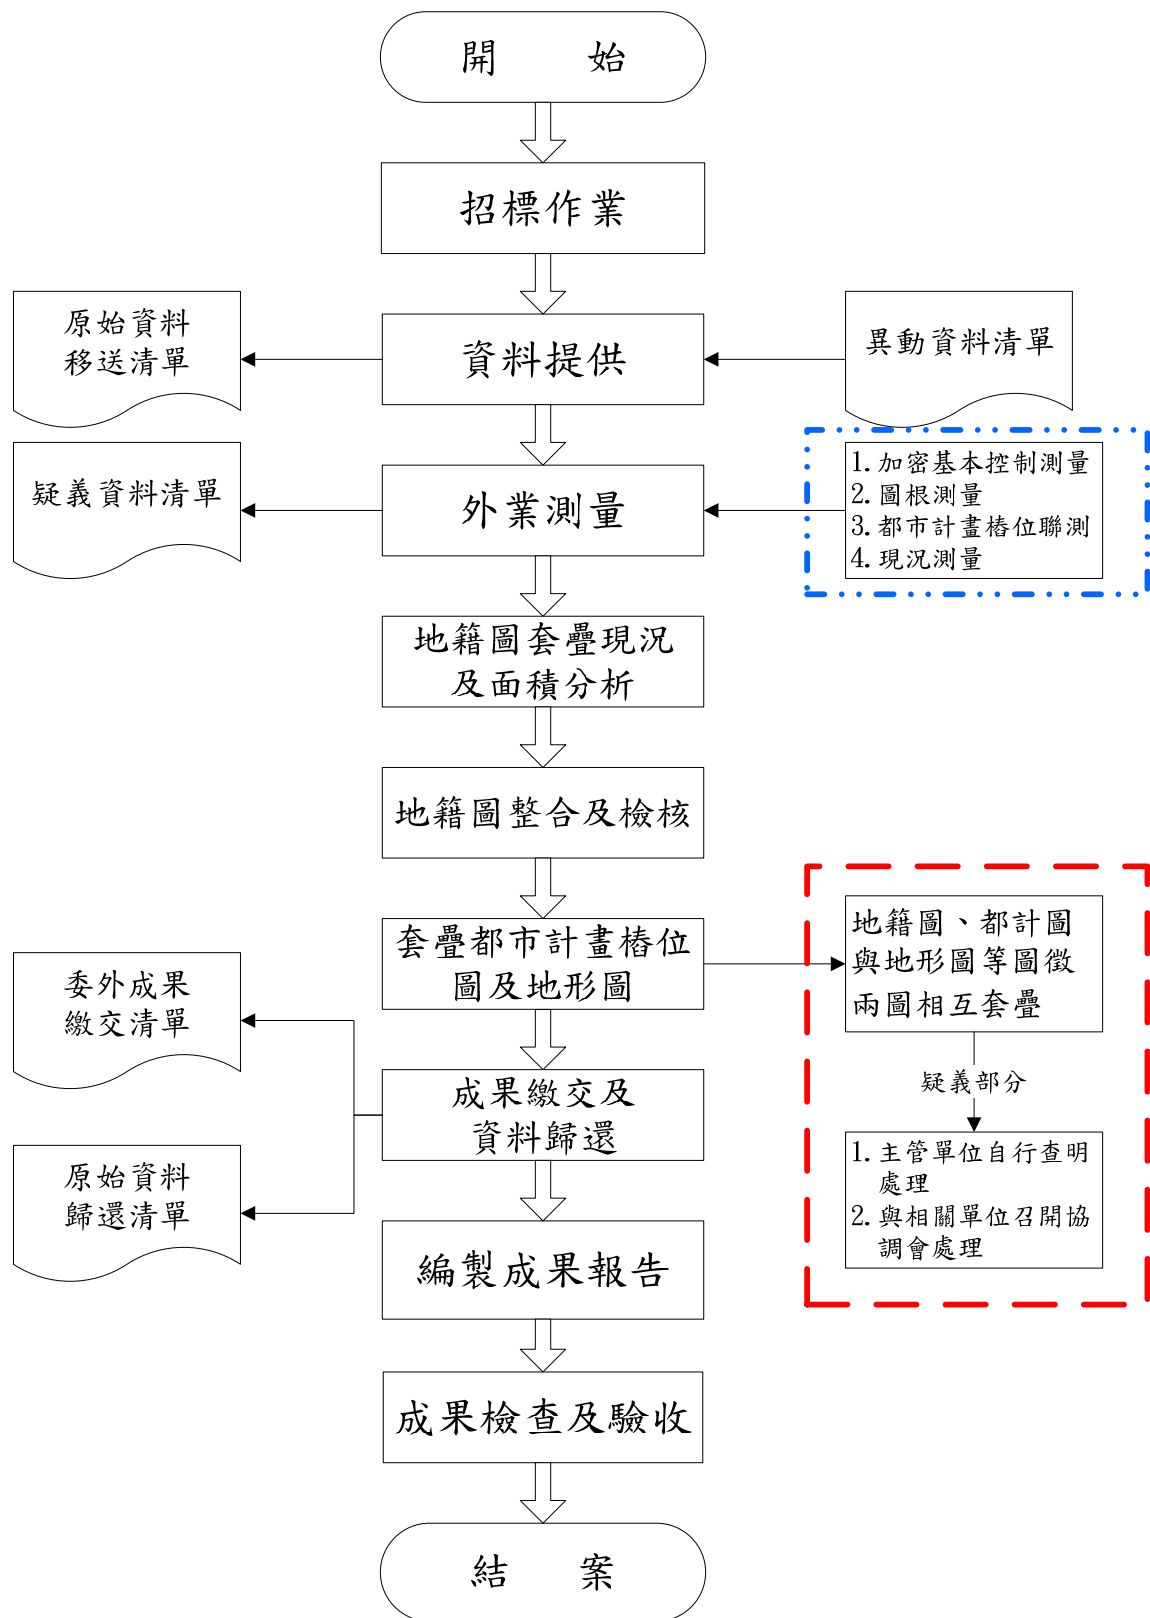 開 始
招標作業
原始資料
移送清單
資料提供
異動資料清單
疑義資料清單
外業測量
1. 加密基本控制測量
2. 圖根測量
3. 都市計畫樁位聯測
4. 現況測量
地籍圖套疊現況
及面積分析
地籍圖整合及檢核
套疊都市計畫樁位
圖及地形圖
地籍圖、都計圖
與地形圖等圖徵
兩圖相互套疊
疑義部分
1. 主管單位自行查明
處理
2. 與相關單位召開協
調會處理
委外成果
繳交清單
成果繳交及
資料歸還
原始資料
歸還清單
編製成果報告
成果檢查及驗收
結 案